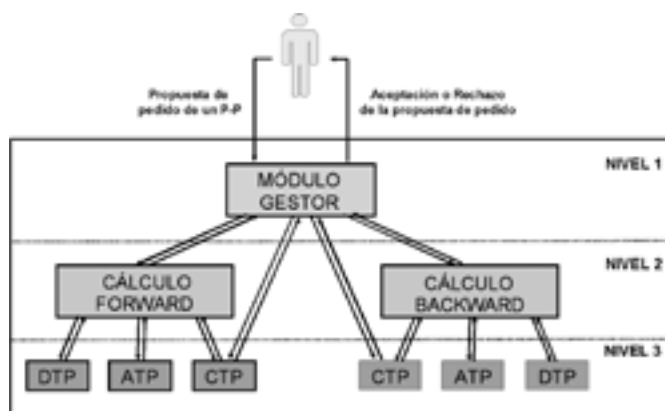 Propuesta de
pedido de un P-P
Aceptación o Rechazo
de la propuesta de pedido
NIVEL 1
MÓDULO
GESTOR
NIVEL 2
CÁLCULO
FORWARD
CÁLCULO
BACKWARD
NIVEL 3
DTP
ATP
CTP
CTP
ATP
DTP